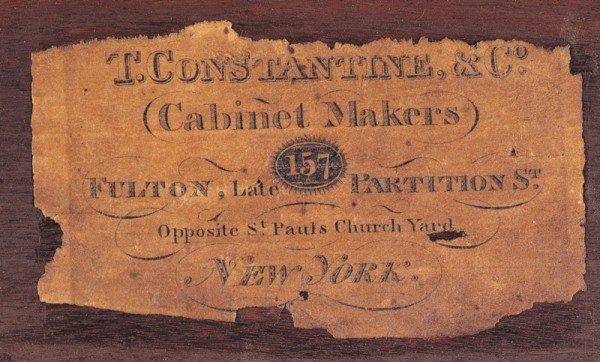 T. CONSTANTINE, & Co.
(Cabinet Makers)
157
FULTON, Late PARTITION ST.
Opposite St. Pauls Church Yard.
NEW YORK.